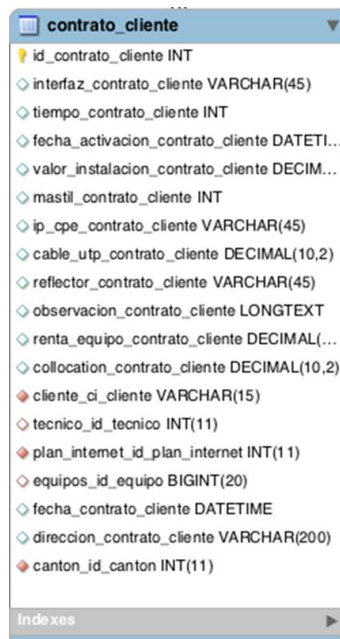 contrato_cliente
id_contrato_cliente INT
interfaz_contrato_cliente VARCHAR(45)
tiempo_contrato_cliente INT
fecha_activacion_contrato_cliente DATETI...
valor_instalacion_contrato_cliente DECIM...
mastil_contrato_cliente INT
ip_cpe_contrato_cliente VARCHAR(45)
cable_utp_contrato_cliente DECIMAL(10,2)
reflector_contrato_cliente VARCHAR(45)
observacion_contrato_cliente LONGTEXT
renta_equipo_contrato_cliente DECIMAL(...
collocation_contrato_cliente DECIMAL(10,2)
cliente_ci_cliente VARCHAR(15)
tecnico_id_tecnico INT(11)
plan_internet_id_plan_internet INT(11)
equipos_id_equipo BIGINT(20)
fecha_contrato_cliente DATETIME
direccion_contrato_cliente VARCHAR(200)
canton_id_canton INT(11)
Indexes